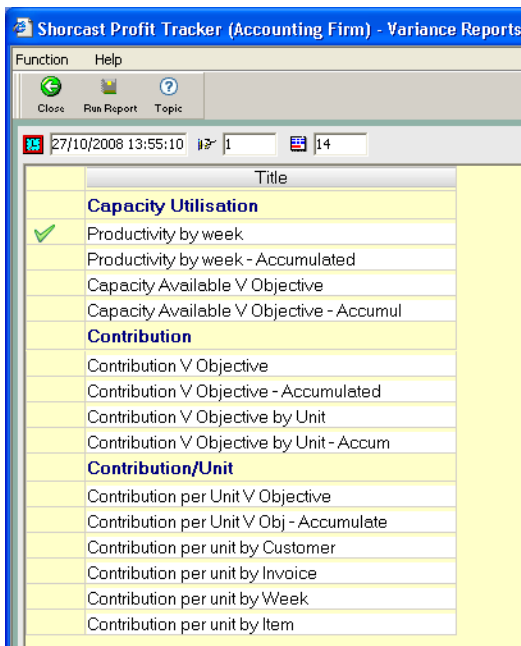 Shorcast Profit Tracker (Accounting Firm) - Variance Reports
Function Help
Close Run Report Topic
27/10/2008 13:55:10 1 14
Title
Capacity Utilisation
Productivity by week
Productivity by week - Accumulated
Capacity Available V Objective
Capacity Available V Objective - Accumul
Contribution
Contribution V Objective
Contribution V Objective - Accumulated
Contribution V Objective by Unit
Contribution V Objective by Unit - Accum
Contribution/Unit
Contribution per Unit V Objective
Contribution per Unit V Obj - Accumulate
Contribution per unit by Customer
Contribution per unit by Invoice
Contribution per unit by Week
Contribution per unit by Item